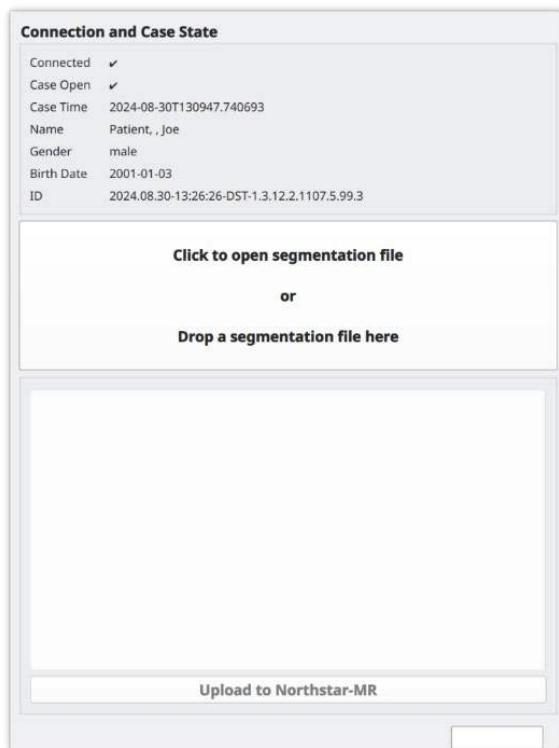 Connection and Case State
Connected ✔
Case Open ✔
Case Time 2024-08-30T130947.740693
Name Patient, , Joe
Gender male
Birth Date 2001-01-03
ID 2024.08.30-13:26:26-DST-1.3.12.2.1107.5.99.3
Click to open segmentation file
or
Drop a segmentation file here
Upload to Northstar-MR